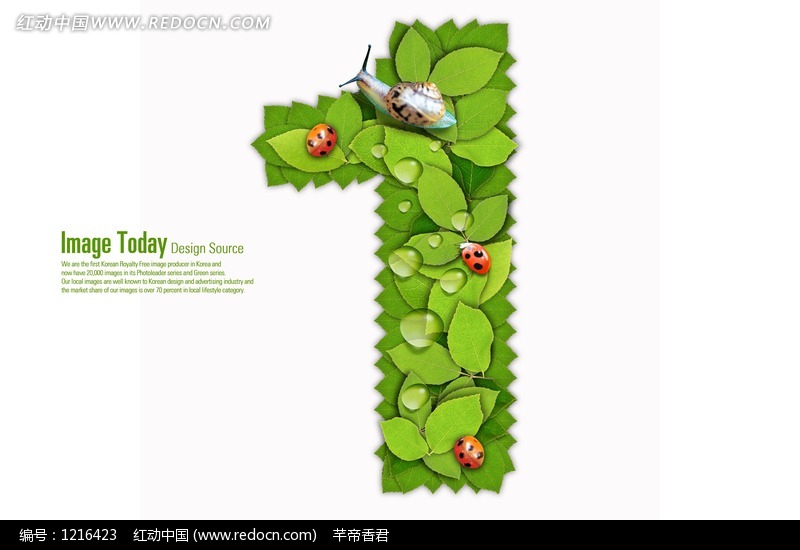 红动中国 WWW.REDOCN.COM
Image Today Design Source
We are the first Korean Royalty Free image producer in Korea and
now have 20,000 images in its Photoleader series and Green series.
Our local images are well known to Korean design and advertising industry and
the market share of our images is over 70 percent in local lifestyle category.
编号：1216423 红动中国 (www.redocn.com) 芊帝香君